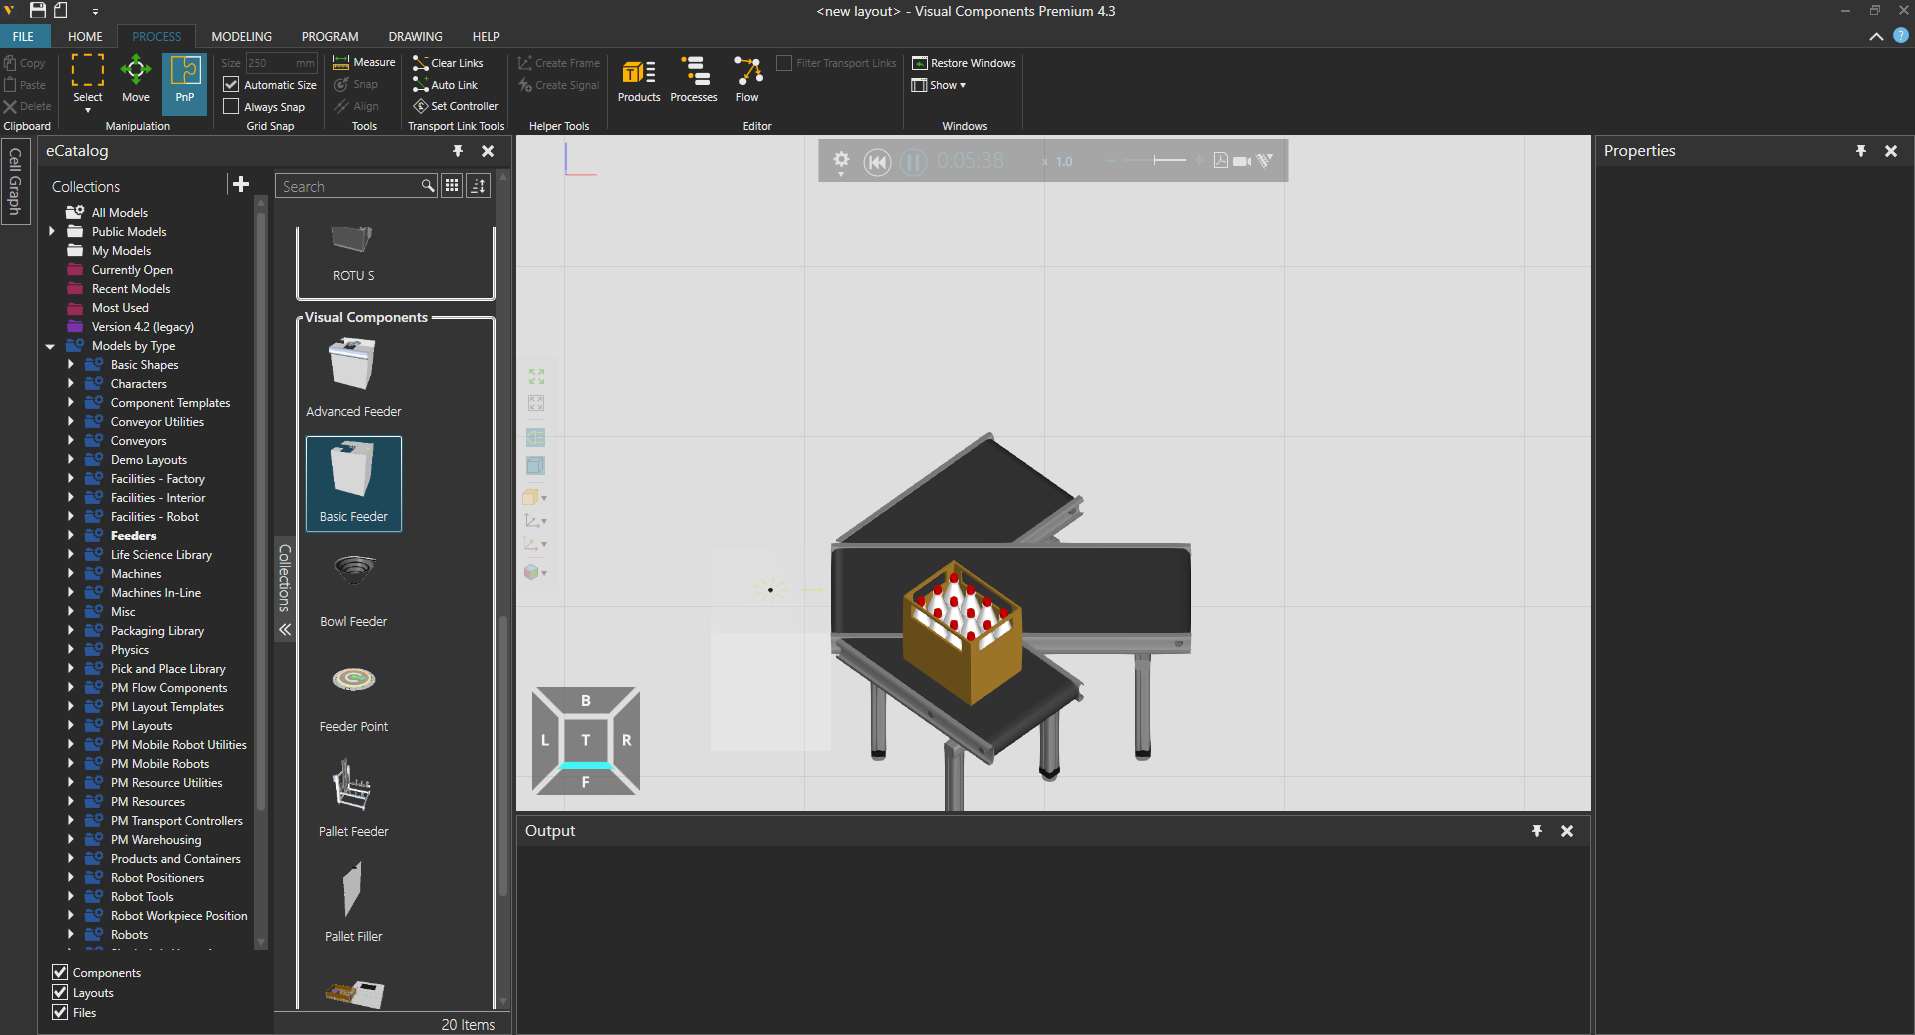 <new layout> - Visual Components Premium 4.3
FILE
HOME
PROCESS
MODELING
PROGRAM
DRAWING
HELP
Copy
Paste
Delete
Clipboard
Select
Move
PnP
Manipulation
Size 250 mm
Automatic Size
Always Snap
Grid Snap
Measure
Snap
Align
Tools
Clear Links
Auto Link
Set Controller
Transport Link Tools
Create Frame
Create Signal
Helper Tools
Products
Processes
Flow
Editor
Filter Transport Links
Restore Windows
Show
Windows
Cell Graph
eCatalog
Collections
All Models
Public Models
My Models
Currently Open
Recent Models
Most Used
Version 4.2 (legacy)
Models by Type
Basic Shapes
Characters
Component Templates
Conveyor Utilities
Conveyors
Demo Layouts
Facilities - Factory
Facilities - Interior
Facilities - Robot
Feeders
Life Science Library
Machines
Machines In-Line
Misc
Packaging Library
Physics
Pick and Place Library
PM Flow Components
PM Layout Templates
PM Layouts
PM Mobile Robot Utilities
PM Mobile Robots
PM Resource Utilities
PM Resources
PM Transport Controllers
PM Warehousing
Products and Containers
Robot Positioners
Robot Tools
Robot Workpiece Position
Robots
Components
Layouts
Files
Collections
Search
ROTU S
Visual Components
Advanced Feeder
Basic Feeder
Bowl Feeder
Feeder Point
Pallet Feeder
Pallet Filler
20 Items
0:05:38
x 1.0
B
L
T
R
F
Output
Properties